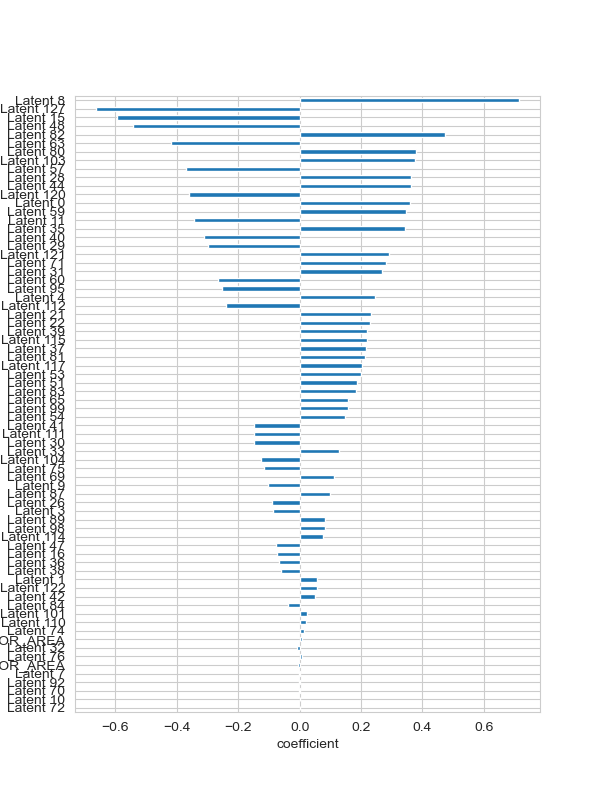 Latent 8
Latent 127
Latent 15
Latent 48
Latent 82
Latent 63
Latent 80
Latent 103
Latent 57
Latent 28
Latent 44
Latent 120
Latent 0
Latent 59
Latent 11
Latent 35
Latent 40
Latent 29
Latent 121
Latent 71
Latent 31
Latent 60
Latent 95
Latent 4
Latent 112
Latent 21
Latent 22
Latent 39
Latent 115
Latent 37
Latent 81
Latent 117
Latent 53
Latent 51
Latent 83
Latent 65
Latent 99
Latent 54
Latent 41
Latent 111
Latent 30
Latent 33
Latent 104
Latent 75
Latent 69
Latent 9
Latent 87
Latent 26
Latent 3
Latent 89
Latent 98
Latent 114
Latent 47
Latent 16
Latent 36
Latent 38
Latent 1
Latent 122
Latent 42
Latent 84
Latent 101
Latent 110
Latent 74
OR_AREA
Latent 32
Latent 76
OR_AREA
Latent 7
Latent 92
Latent 70
Latent 10
Latent 72
−0.6 −0.4 −0.2 0.0 0.2 0.4 0.6
coefficient